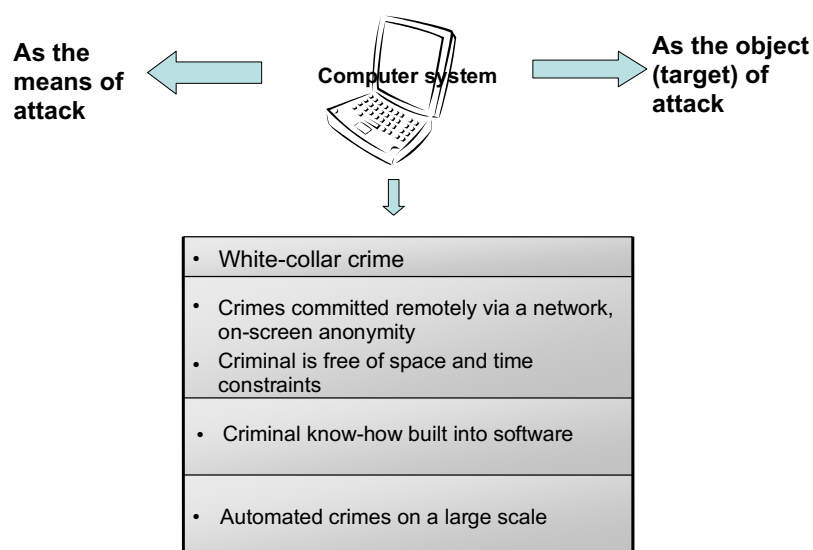 As the
means of
attack
Computer system
As the object
(target) of
attack
• White-collar crime
• Crimes committed remotely via a network,
on-screen anonymity
• Criminal is free of space and time
constraints
• Criminal know-how built into software
• Automated crimes on a large scale